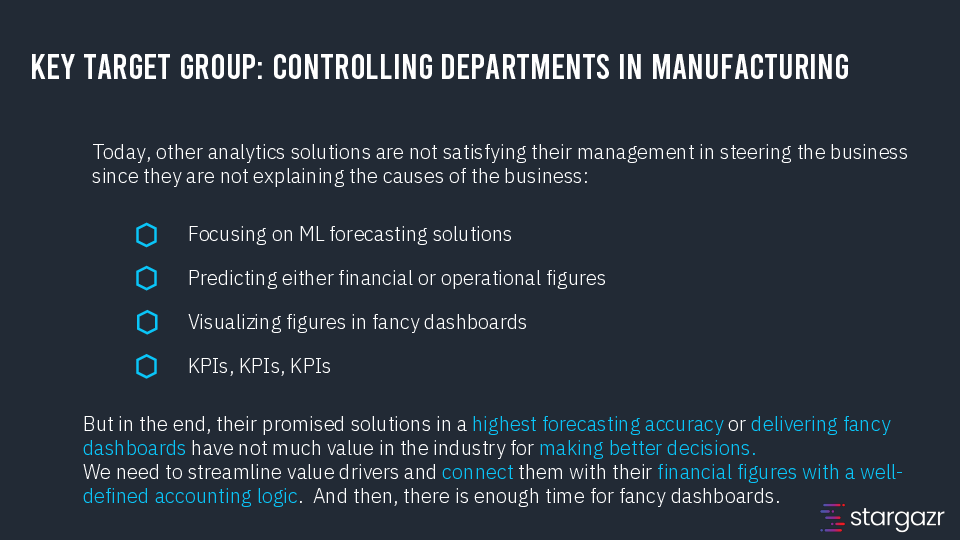 KEY TARGET GROUP: CONTROLLING DEPARTMENTS IN MANUFACTURING
Today, other analytics solutions are not satisfying their management in steering the business
since they are not explaining the causes of the business:
Focusing on ML forecasting solutions
Predicting either financial or operational figures
Visualizing figures in fancy dashboards
KPIs, KPIs, KPIs
But in the end, their promised solutions in a highest forecasting accuracy or delivering fancy
dashboards have not much value in the industry for making better decisions.
We need to streamline value drivers and connect them with their financial figures with a well-
defined accounting logic.  And then, there is enough time for fancy dashboards.
stargazr